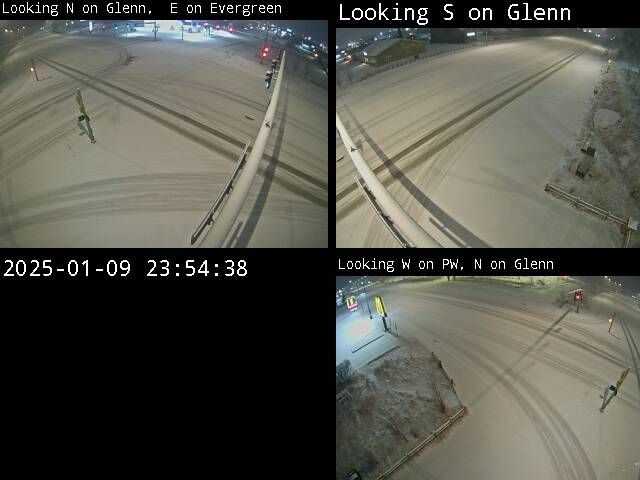 Looking N on Glenn,  E on Evergreen
Looking S on Glenn
2025-01-09 23:54:38
Looking W on PW, N on Glenn